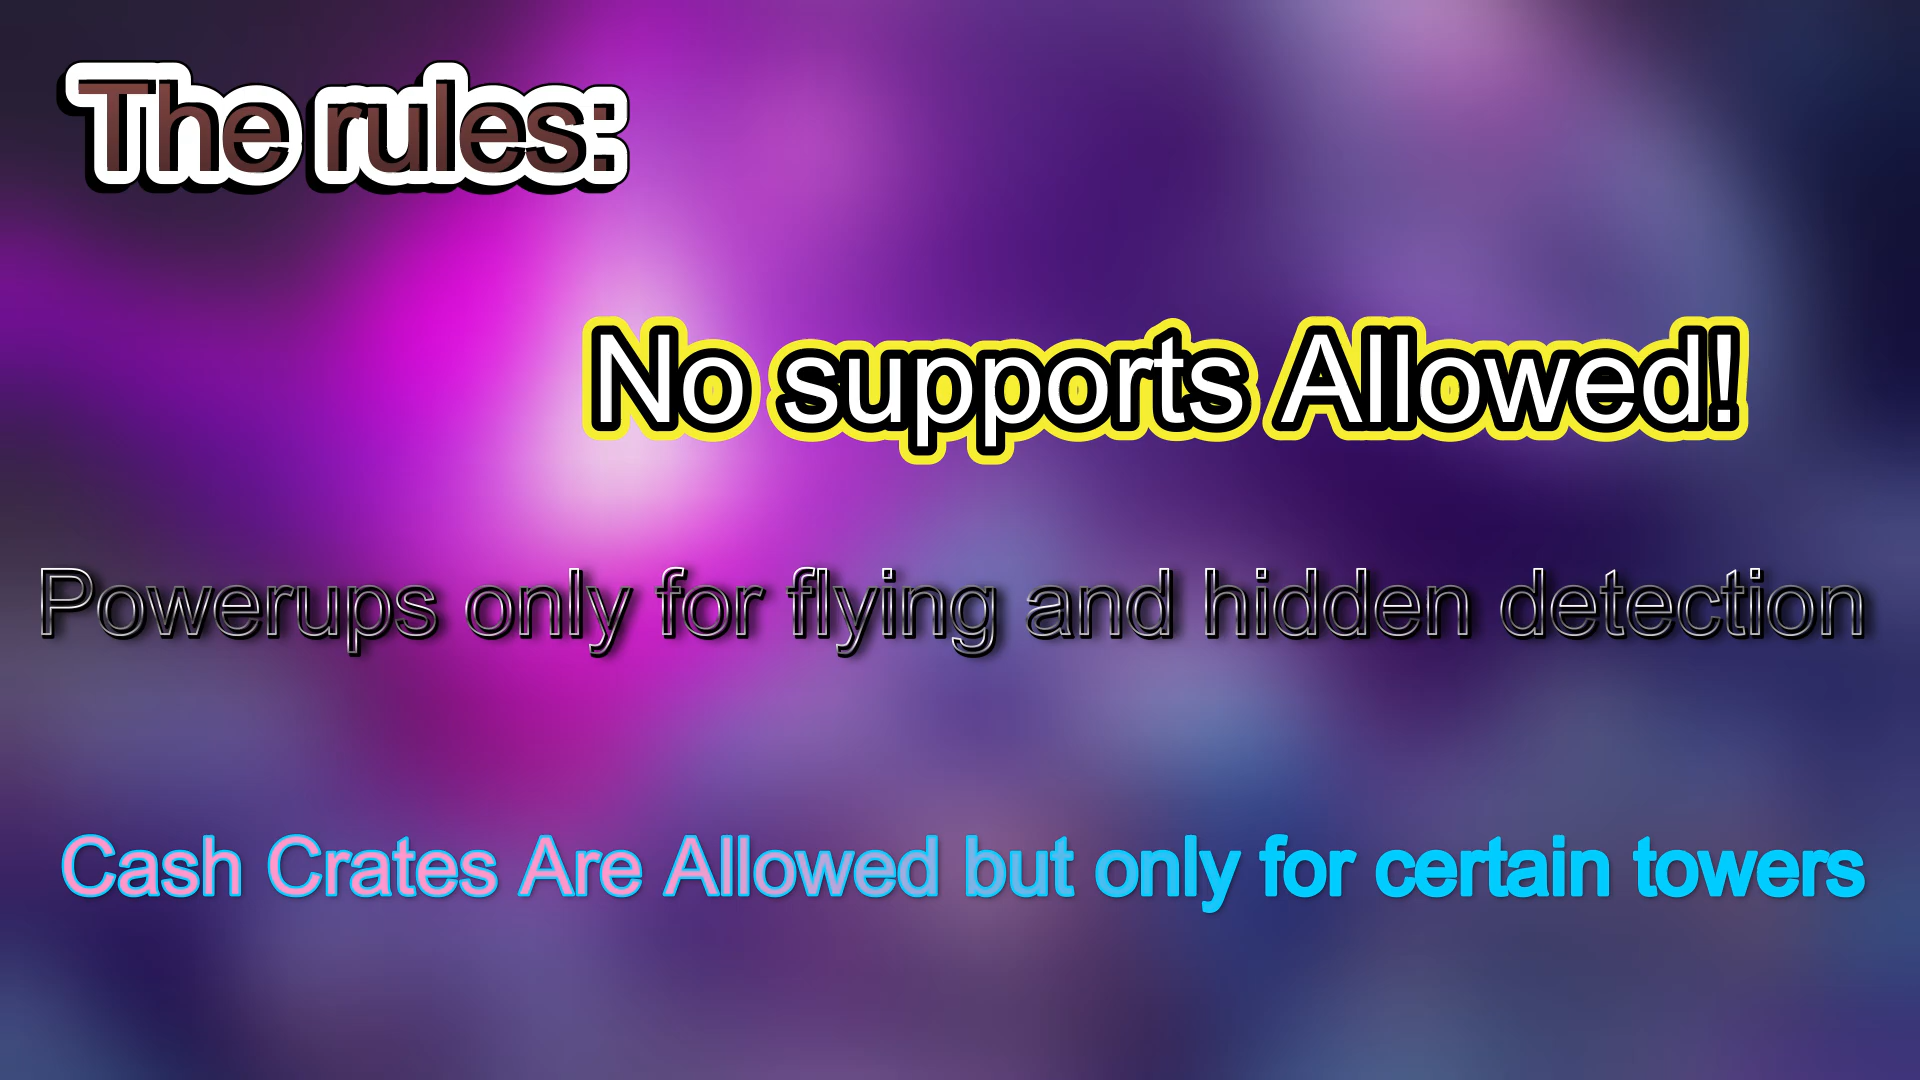 The rules:
No supports Allowed!
Powerups only for flying and hidden detection
Cash Crates Are Allowed but only for certain towers